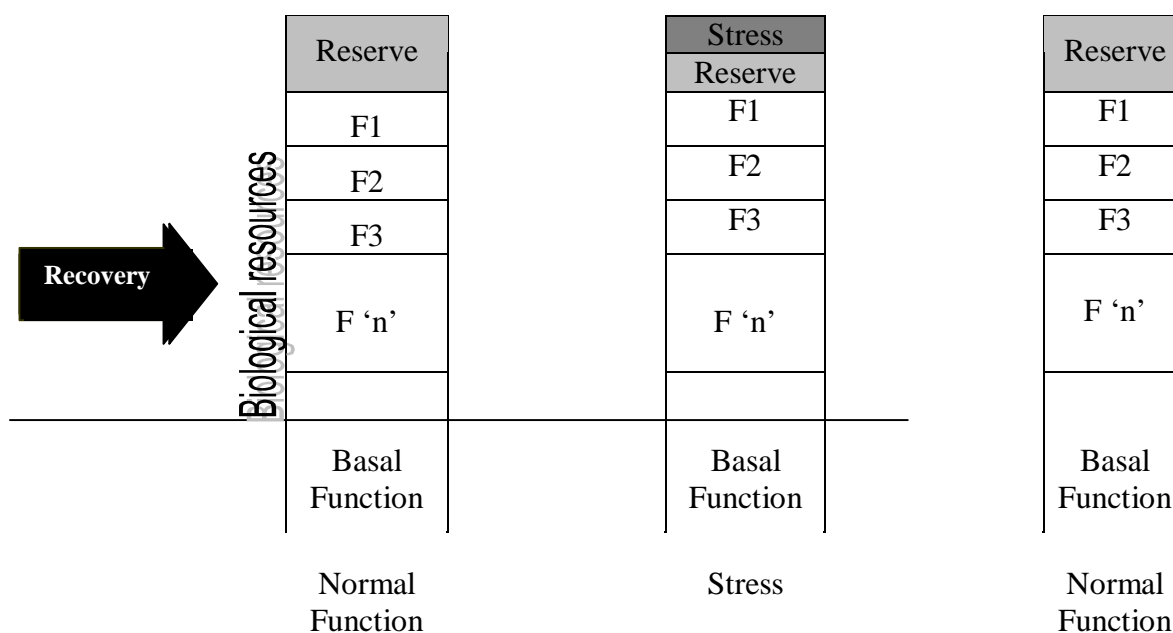 Recovery
Biological resources
Reserve
F1
F2
F3
F ‘n’
Basal
Function
Normal
Function
Stress
Reserve
F1
F2
F3
F ‘n’
Basal
Function
Stress
Reserve
F1
F2
F3
F ‘n’
Basal
Function
Normal
Function